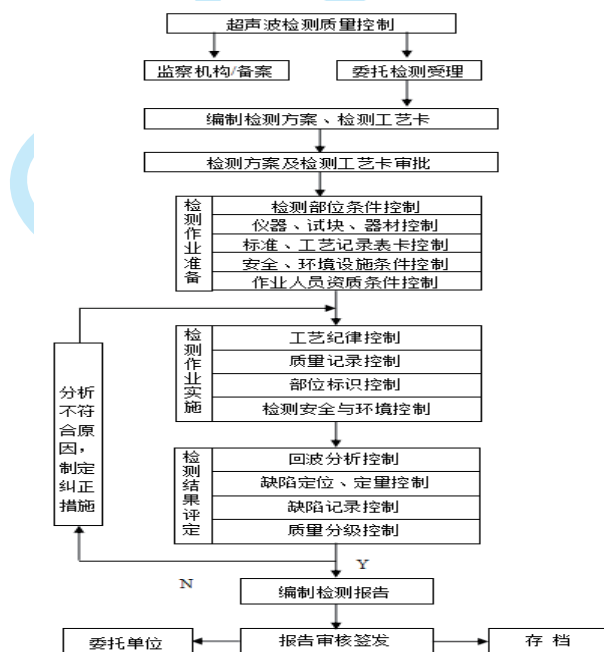 超声波检测质量控制
监察机构/备案
委托检测受理
编制检测方案、检测工艺卡
检测方案及检测工艺卡审批
检测作业准备
检测部位条件控制
仪器、试块、器材控制
标准、工艺记录表卡控制
安全、环境设施条件控制
作业人员资质条件控制
检测作业实施
工艺纪律控制
质量记录控制
部位标识控制
检测安全与环境控制
分析
不符
合原
因，
制定
纠正
措施
检测结果评定
回波分析控制
缺陷定位、定量控制
缺陷记录控制
质量分级控制
Y
N
编制检测报告
委托单位
报告审核签发
存 档